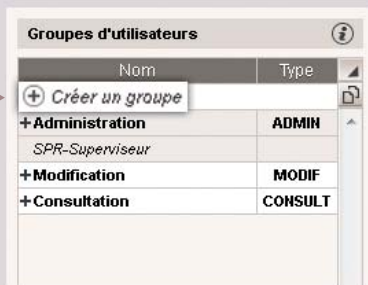 Groupes d'utilisateurs
Nom Type
Créer un groupe
+Administration ADMIN
SPR-Superviseur
+Modification MODIF
+Consultation CONSULT